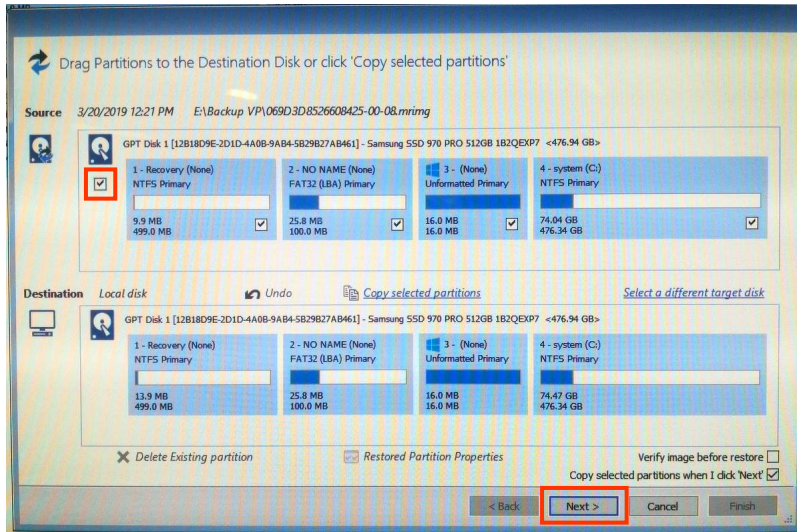 Drag Partitions to the Destination Disk or click 'Copy selected partitions'
Source 3/20/2019 12:21 PM E:\Backup VP\069D3D8526608425-00-08.mrimg
GPT Disk 1 [12B18D9E-2D1D-4A0B-9AB4-5B29B27AB461] - Samsung SSD 970 PRO 512GB 1B2QEXP7 <476.94 GB>
1 - Recovery (None)
NTFS Primary
9.9 MB
499.0 MB
2 - NO NAME (None)
FAT32 (LBA) Primary
25.8 MB
100.0 MB
3 - (None)
Unformatted Primary
16.0 MB
16.0 MB
4 - system (C:)
NTFS Primary
74.04 GB
476.34 GB
Destination Local disk Undo Copy selected partitions Select a different target disk
GPT Disk 1 [12B18D9E-2D1D-4A0B-9AB4-5B29B27AB461] - Samsung SSD 970 PRO 512GB 1B2QEXP7 <476.94 GB>
1 - Recovery (None)
NTFS Primary
13.9 MB
499.0 MB
2 - NO NAME (None)
FAT32 (LBA) Primary
25.8 MB
100.0 MB
3 - (None)
Unformatted Primary
16.0 MB
16.0 MB
4 - system (C:)
NTFS Primary
74.47 GB
476.34 GB
Delete Existing partition Restored Partition Properties Verify image before restore
Copy selected partitions when I click 'Next'
< Back Next > Cancel Finish